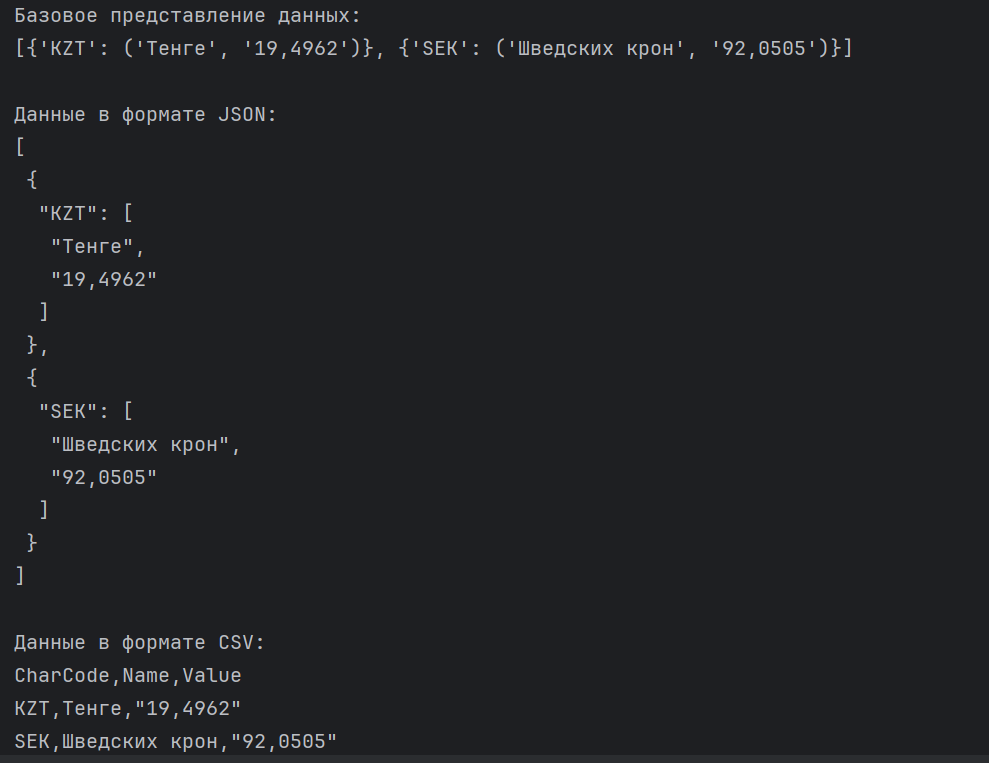 Базовое представление данных:
[{'KZT': ('Тенге', '19,4962')}, {'SEK': ('Шведских крон', '92,0505')}]
Данные в формате JSON:
[
{
"KZT": [
"Тенге",
"19,4962"
]
},
{
"SEK": [
"Шведских крон",
"92,0505"
]
}
]
Данные в формате CSV:
CharCode,Name,Value
KZT,Тенге,"19,4962"
SEK,Шведских крон,"92,0505"